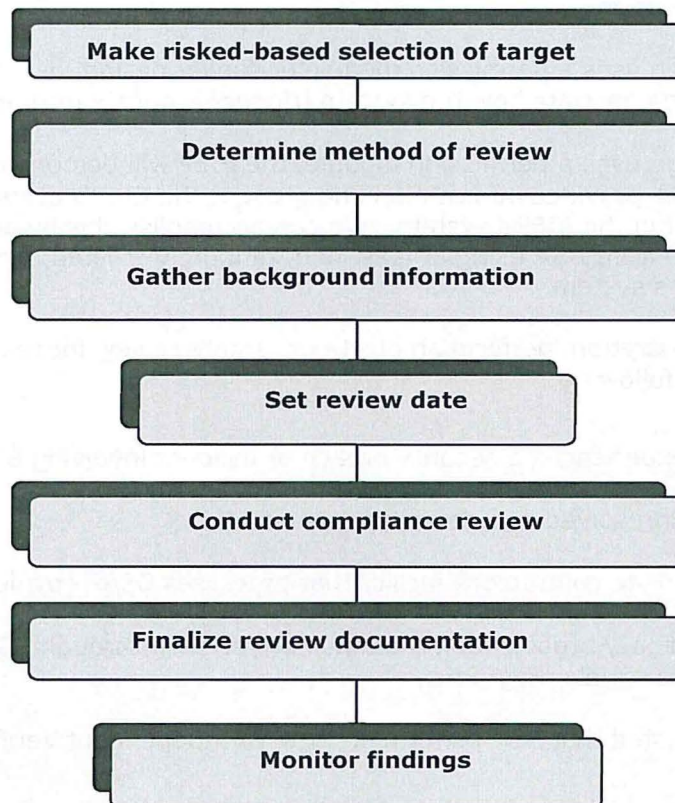 Make risked-based selection of target
Determine method of review
Gather background information
Set review date
Conduct compliance review
Finalize review documentation
Monitor findings